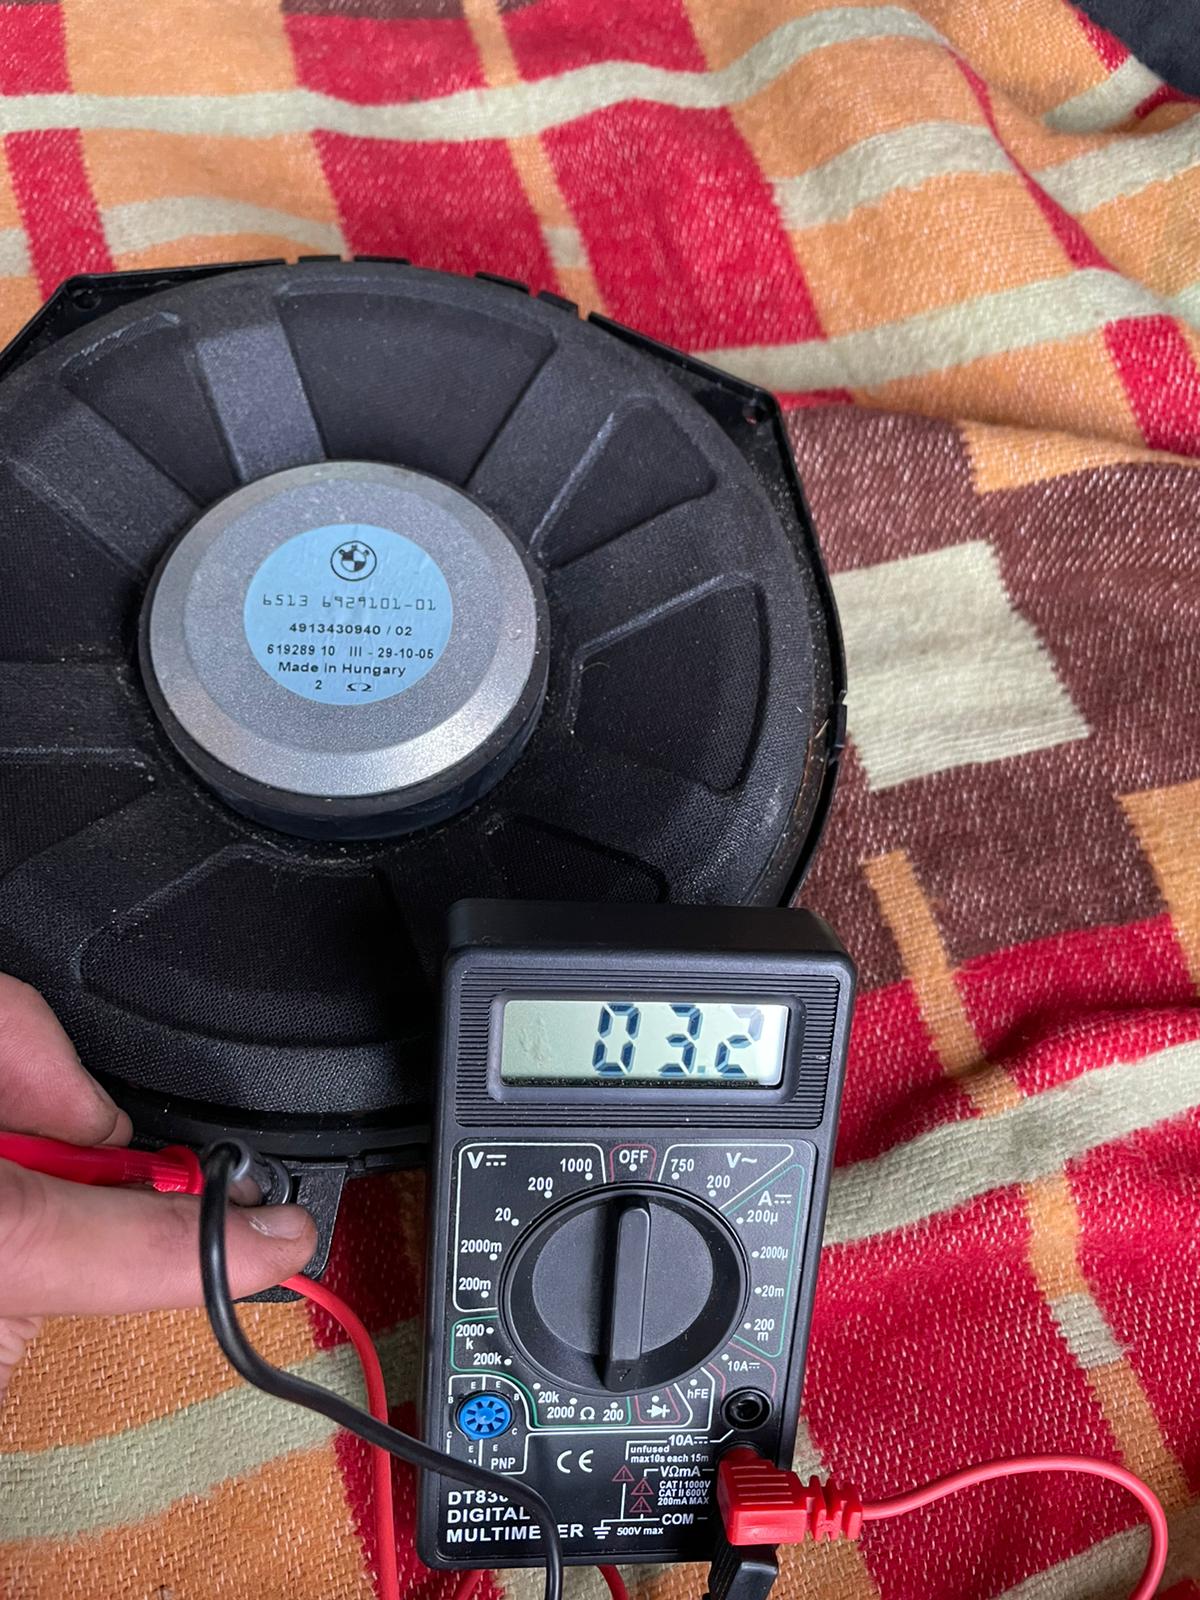 6513 6929101-01
4913430940 / 02
619289 10 III - 29-10-05
Made in Hungary
2 Ω
03.2
V⎓ 1000 OFF 750 V~
200 200 A⎓
20 200µ
2000m 2000µ
200m 20m
2000k 200m
200k 10A⎓
20k hFE
2000 Ω 200
E E
B B
C C
E E
PNP
CE
10A⎓
unfused
max10s each 15m
VΩmA
CAT I 1000V
CAT II 600V
200mA MAX
COM
500V max
DIGITAL
MULTIMETER